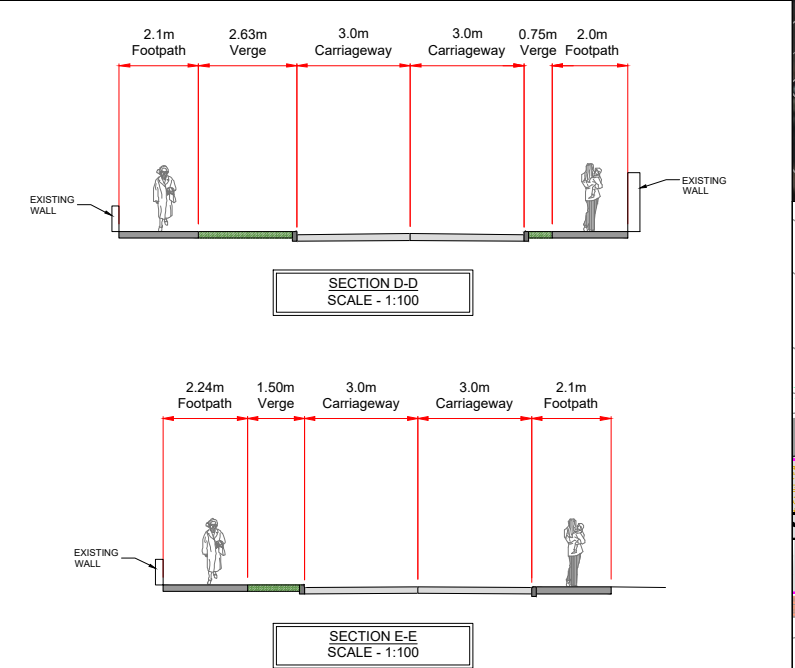 2.1m 2.63m 3.0m 3.0m 0.75m 2.0m
Footpath Verge Carriageway Carriageway Verge Footpath
EXISTING
WALL
EXISTING
WALL
SECTION D-D
SCALE - 1:100
2.24m 1.50m 3.0m 3.0m 2.1m
Footpath Verge Carriageway Carriageway Footpath
EXISTING
WALL
SECTION E-E
SCALE - 1:100